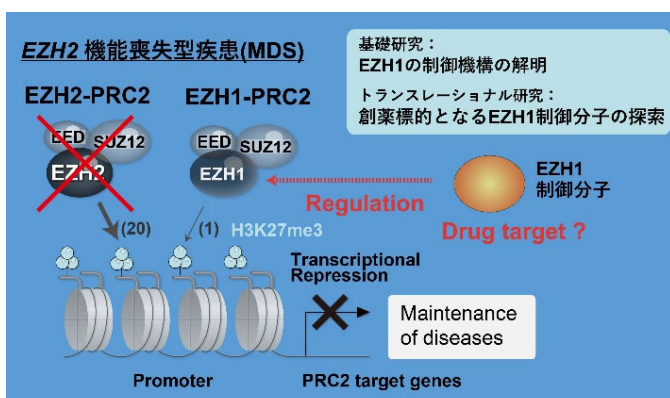 EZH2 機能喪失型疾患(MDS)
EZH2-PRC2
EZH1-PRC2
EED
SUZ12
EZH2
EED
SUZ12
EZH1
基礎研究：
EZH1の制御機構の解明
トランスレーショナル研究：
創薬標的となるEZH1制御分子の探索
Regulation
EZH1
制御分子
Drug target ?
(20)
(1)
H3K27me3
Transcriptional
Repression
Maintenance
of diseases
Promoter
PRC2 target genes